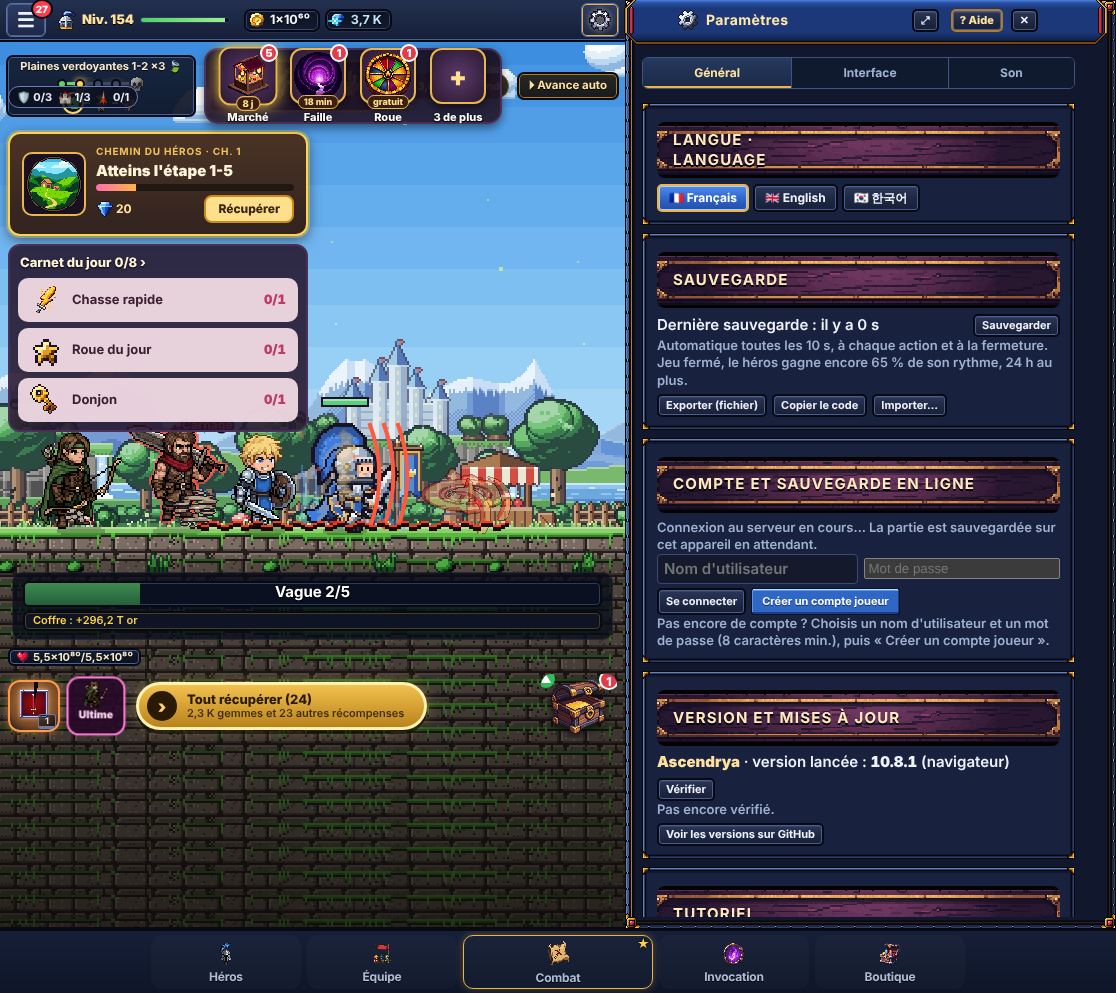 27
Niv. 154
1×10⁶⁰
3,7 K
Plaines vertoyantes 1-2 ×3
0/3
1/3
0/1
5
8 j
Marché
1
18 min
Faille
1
gratuit
Roue
+
3 de plus
Avance auto
CHEMIN DU HÉROS · CH. 1
Atteins l'étape 1-5
20
Récupérer
Carnet du jour 0/8 ›
Chasse rapide 0/1
Roue du jour 0/1
Donjon 0/1
Vague 2/5
Coffre : +296,2 T or
5,5×10⁸⁰/5,5×10⁸⁰
1
Ultime
Tout récupérer (24)
2,3 K gemmes et 23 autres récompenses
1
Paramètres
? Aide
×
Général
Interface
Son
LANGUE ·
LANGUAGE
Français
English
한국어
SAUVEGARDE
Dernière sauvegarde : il y a 0 s
Sauvegarder
Automatique toutes les 10 s, à chaque action et à la fermeture.
Jeu fermé, le héros gagne encore 65 % de son rythme, 24 h au
plus.
Exporter (fichier)
Copier le code
Importer...
COMPTE ET SAUVEGARDE EN LIGNE
Connexion au serveur en cours... La partie est sauvegardée sur
cet appareil en attendant.
Nom d'utilisateur
Mot de passe
Se connecter
Créer un compte joueur
Pas encore de compte ? Choisis un nom d'utilisateur et un mot
de passe (8 caractères min.), puis « Créer un compte joueur ».
VERSION ET MISES À JOUR
Ascendrya · version lancée : 10.8.1 (navigateur)
Vérifier
Pas encore vérifié.
Voir les versions sur GitHub
TUTORIEL
Héros
Équipe
Combat
Invocation
Boutique